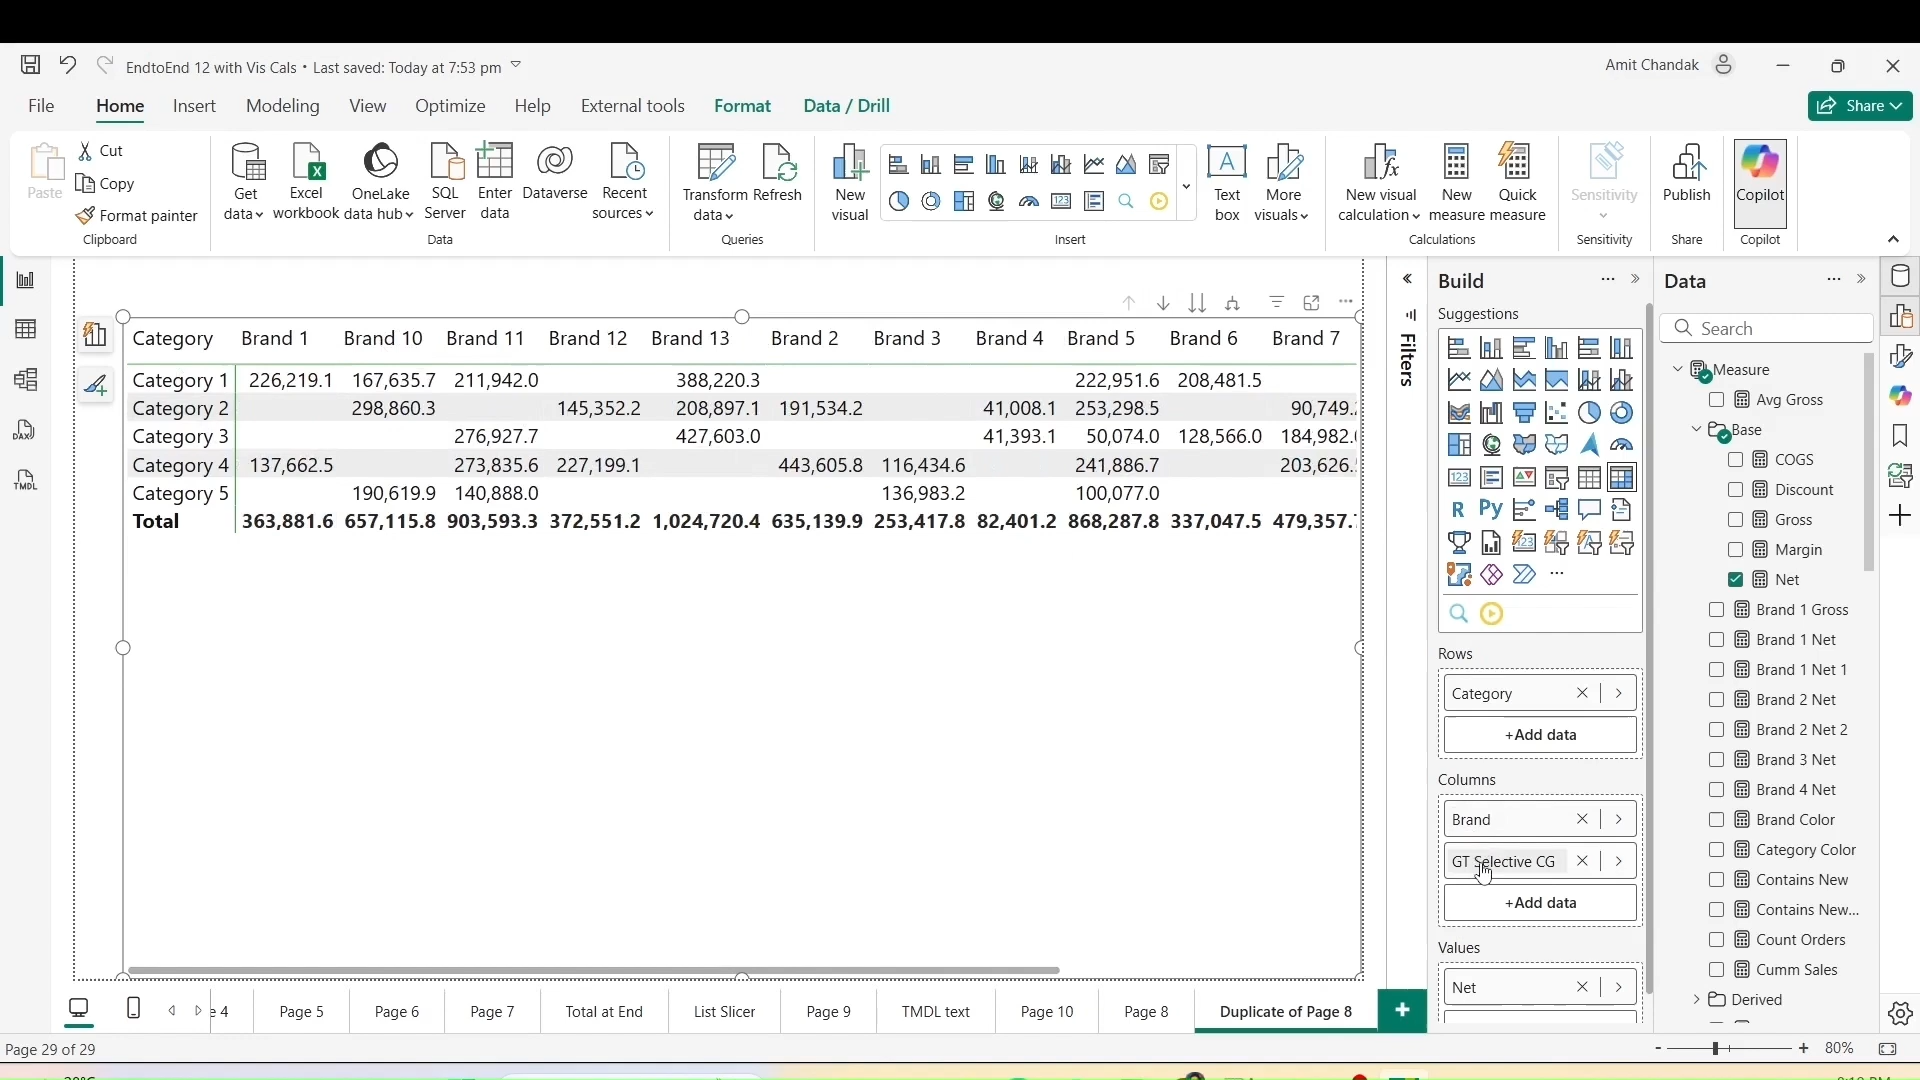 EndtoEnd 12 with Vis Cals • Last saved: Today at 7:53 pm
Amit Chandak
File Home Insert Modeling View Optimize Help External tools Format Data / Drill
Share
Paste
Cut
Copy
Format painter
Clipboard
Get data
Excel workbook
OneLake data hub
SQL Server
Enter data
Dataverse
Recent sources
Data
Transform data
Refresh
Queries
New visual
Text box
More visuals
Insert
New visual calculation
New measure
Quick measure
Calculations
Sensitivity
Sensitivity
Publish
Share
Copilot
Copilot
Category Brand 1 Brand 10 Brand 11 Brand 12 Brand 13 Brand 2 Brand 3 Brand 4 Brand 5 Brand 6 Brand 7
Category 1 226,219.1 167,635.7 211,942.0 388,220.3 222,951.6 208,481.5
Category 2 298,860.3 145,352.2 208,897.1 191,534.2 41,008.1 253,298.5 90,749.
Category 3 276,927.7 427,603.0 41,393.1 50,074.0 128,566.0 184,982.
Category 4 137,662.5 273,835.6 227,199.1 443,605.8 116,434.6 241,886.7 203,626.
Category 5 190,619.9 140,888.0 136,983.2 100,077.0
Total 363,881.6 657,115.8 903,593.3 372,551.2 1,024,720.4 635,139.9 253,417.8 82,401.2 868,287.8 337,047.5 479,357.
Filters
Build
Suggestions
R Py
Rows
Category
+Add data
Columns
Brand
GT Selective CG
+Add data
Values
Net
Data
Search
Measure
Avg Gross
Base
COGS
Discount
Gross
Margin
Net
Brand 1 Gross
Brand 1 Net
Brand 1 Net 1
Brand 2 Net
Brand 2 Net 2
Brand 3 Net
Brand 4 Net
Brand Color
Category Color
Contains New
Contains New...
Count Orders
Cumm Sales
Derived
DAX
TMDL
e 4 Page 5 Page 6 Page 7 Total at End List Slicer Page 9 TMDL text Page 10 Page 8 Duplicate of Page 8 +
Page 29 of 29
- + 80%